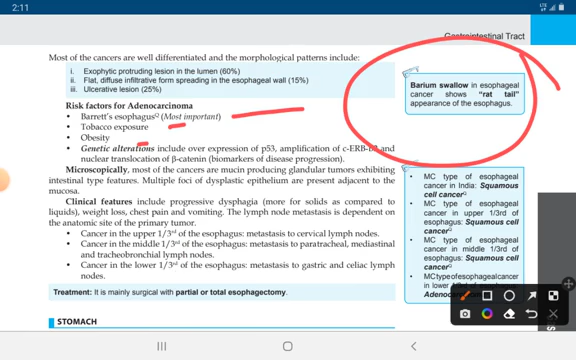 2:11
Gastrointestinal Tract
Most of the cancers are well differentiated and the morphological patterns include:
i. Exophytic protruding lesion in the lumen (60%)
ii. Flat, diffuse infiltrative form spreading in the esophageal wall (15%)
iii. Ulcerative lesion (25%)
Risk factors for Adenocarcinoma
• Barrett's esophagusQ (Most important)
• Tobacco exposure
• Obesity
• Genetic alterations include over expression of p53, amplification of c-ERB-B2 and
nuclear translocation of β-catenin (biomarkers of disease progression).
Microscopically, most of the cancers are mucin producing glandular tumors exhibiting
intestinal type features. Multiple foci of dysplastic epithelium are present adjacent to the
mucosa.
Clinical features include progressive dysphagia (more for solids as compared to
liquids), weight loss, chest pain and vomiting. The lymph node metastasis is dependent on
the anatomic site of the primary tumor.
• Cancer in the upper 1/3rd of the esophagus: metastasis to cervical lymph nodes.
• Cancer in the middle 1/3rd of the esophagus: metastasis to paratracheal, mediastinal
and tracheobronchial lymph nodes.
• Cancer in the lower 1/3rd of the esophagus: metastasis to gastric and celiac lymph
nodes.
Treatment: It is mainly surgical with partial or total esophagectomy.
STOMACH
Barium swallow in esophageal
cancer shows "rat tail"
appearance of the esophagus.
• MC type of esophageal
cancer in India: Squamous
cell cancerQ
• MC type of esophageal
cancer in upper 1/3rd of
esophagus: Squamous cell
cancerQ
• MC type of esophageal
cancer in middle 1/3rd of
esophagus: Squamous cell
cancerQ
• MC type of esophageal cancer
in lower 1/3rd of